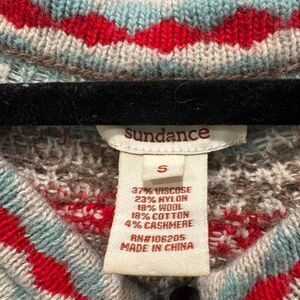 sundance
S
37% VISCOSE
23% NYLON
18% WOOL
18% COTTON
4% CASHMERE
RN#106205
MADE IN CHINA